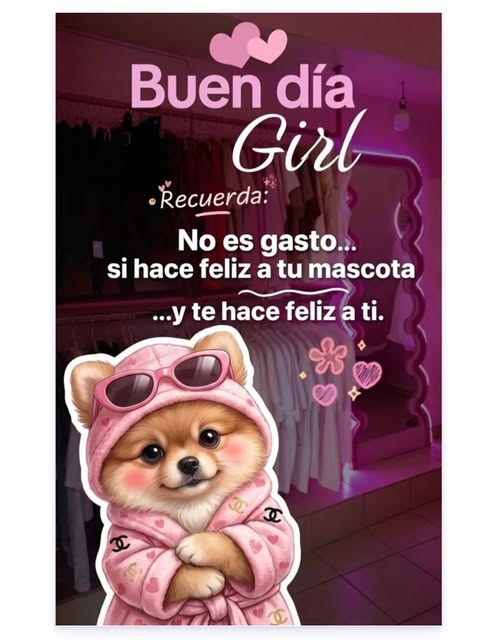 Buen día
Girl
Recuerda:
No es gasto...
si hace feliz a tu mascota
...y te hace feliz a ti.